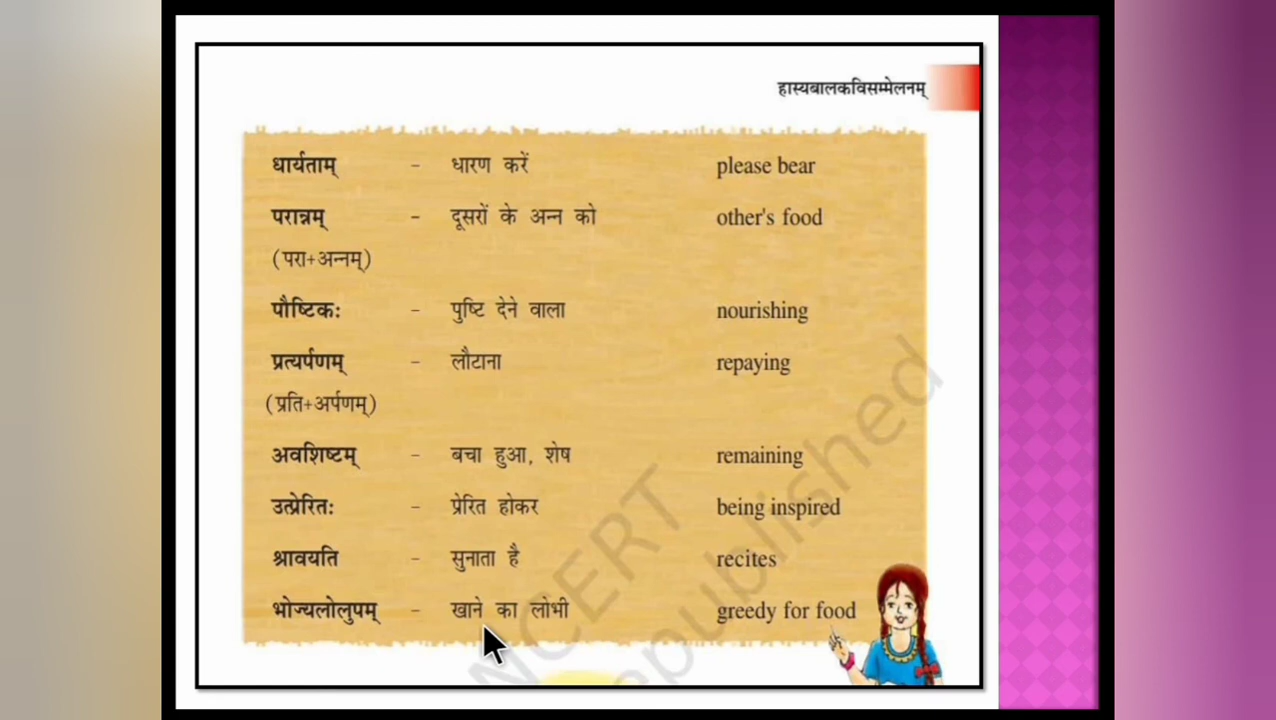 हास्यबालकविसम्मेलनम्
धार्यताम् - धारण करें please bear
परान्नम् - दूसरों के अन्न को other's food
(परा+अन्नम्)
पौष्टिकः - पुष्टि देने वाला nourishing
प्रत्यर्पणम् - लौटाना repaying
(प्रति+अर्पणम्)
अवशिष्टम् - बचा हुआ, शेष remaining
उत्प्रेरितः - प्रेरित होकर being inspired
श्रावयति - सुनाता है recites
भोज्यलोलुपम् - खाने का लोभी greedy for food
NCERT
republished